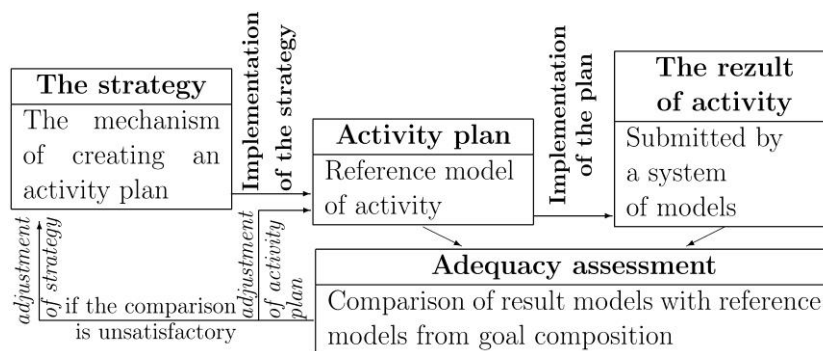 The strategy
The mechanism
of creating an
activity plan
Implementation
of the strategy
Activity plan
Reference model
of activity
Implementation
of the plan
The rezult
of activity
Submitted by
a system
of models
adjustment
of strategy
adjustment
of activity
plan
if the comparison
is unsatisfactory
Adequacy assessment
Comparison of result models with reference
models from goal composition